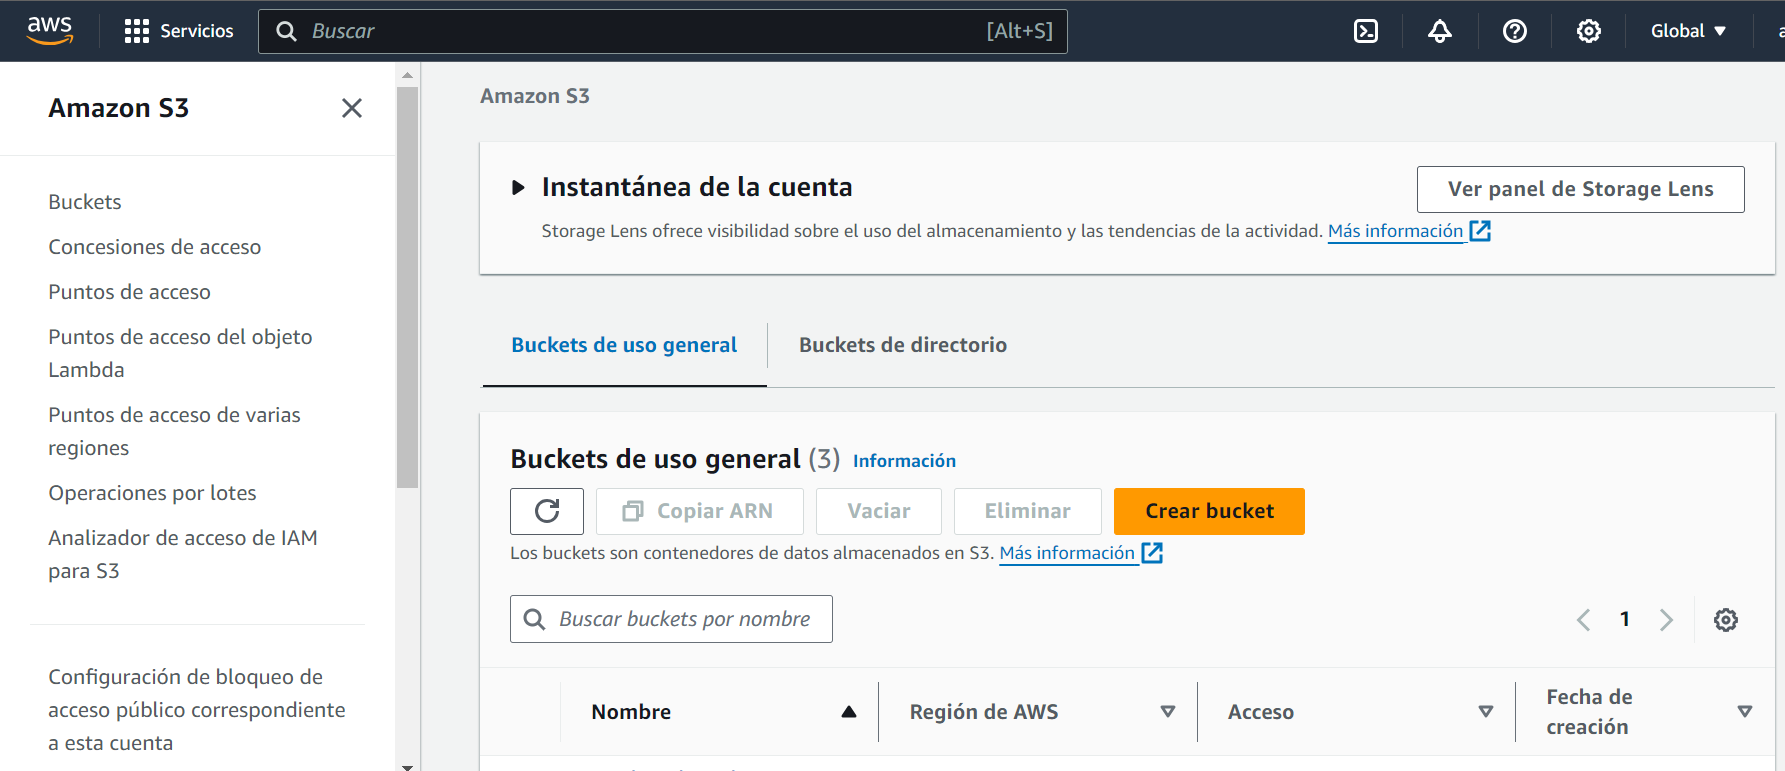 aws
Servicios
Buscar
[Alt+S]
Global
Amazon S3
Buckets
Concesiones de acceso
Puntos de acceso
Puntos de acceso del objeto
Lambda
Puntos de acceso de varias
regiones
Operaciones por lotes
Analizador de acceso de IAM
para S3
Configuración de bloqueo de
acceso público correspondiente
a esta cuenta
Amazon S3
Instantánea de la cuenta
Ver panel de Storage Lens
Storage Lens ofrece visibilidad sobre el uso del almacenamiento y las tendencias de la actividad. Más información
Buckets de uso general
Buckets de directorio
Buckets de uso general (3) Información
Copiar ARN
Vaciar
Eliminar
Crear bucket
Los buckets son contenedores de datos almacenados en S3. Más información
Buscar buckets por nombre
1
Nombre
Región de AWS
Acceso
Fecha de
creación